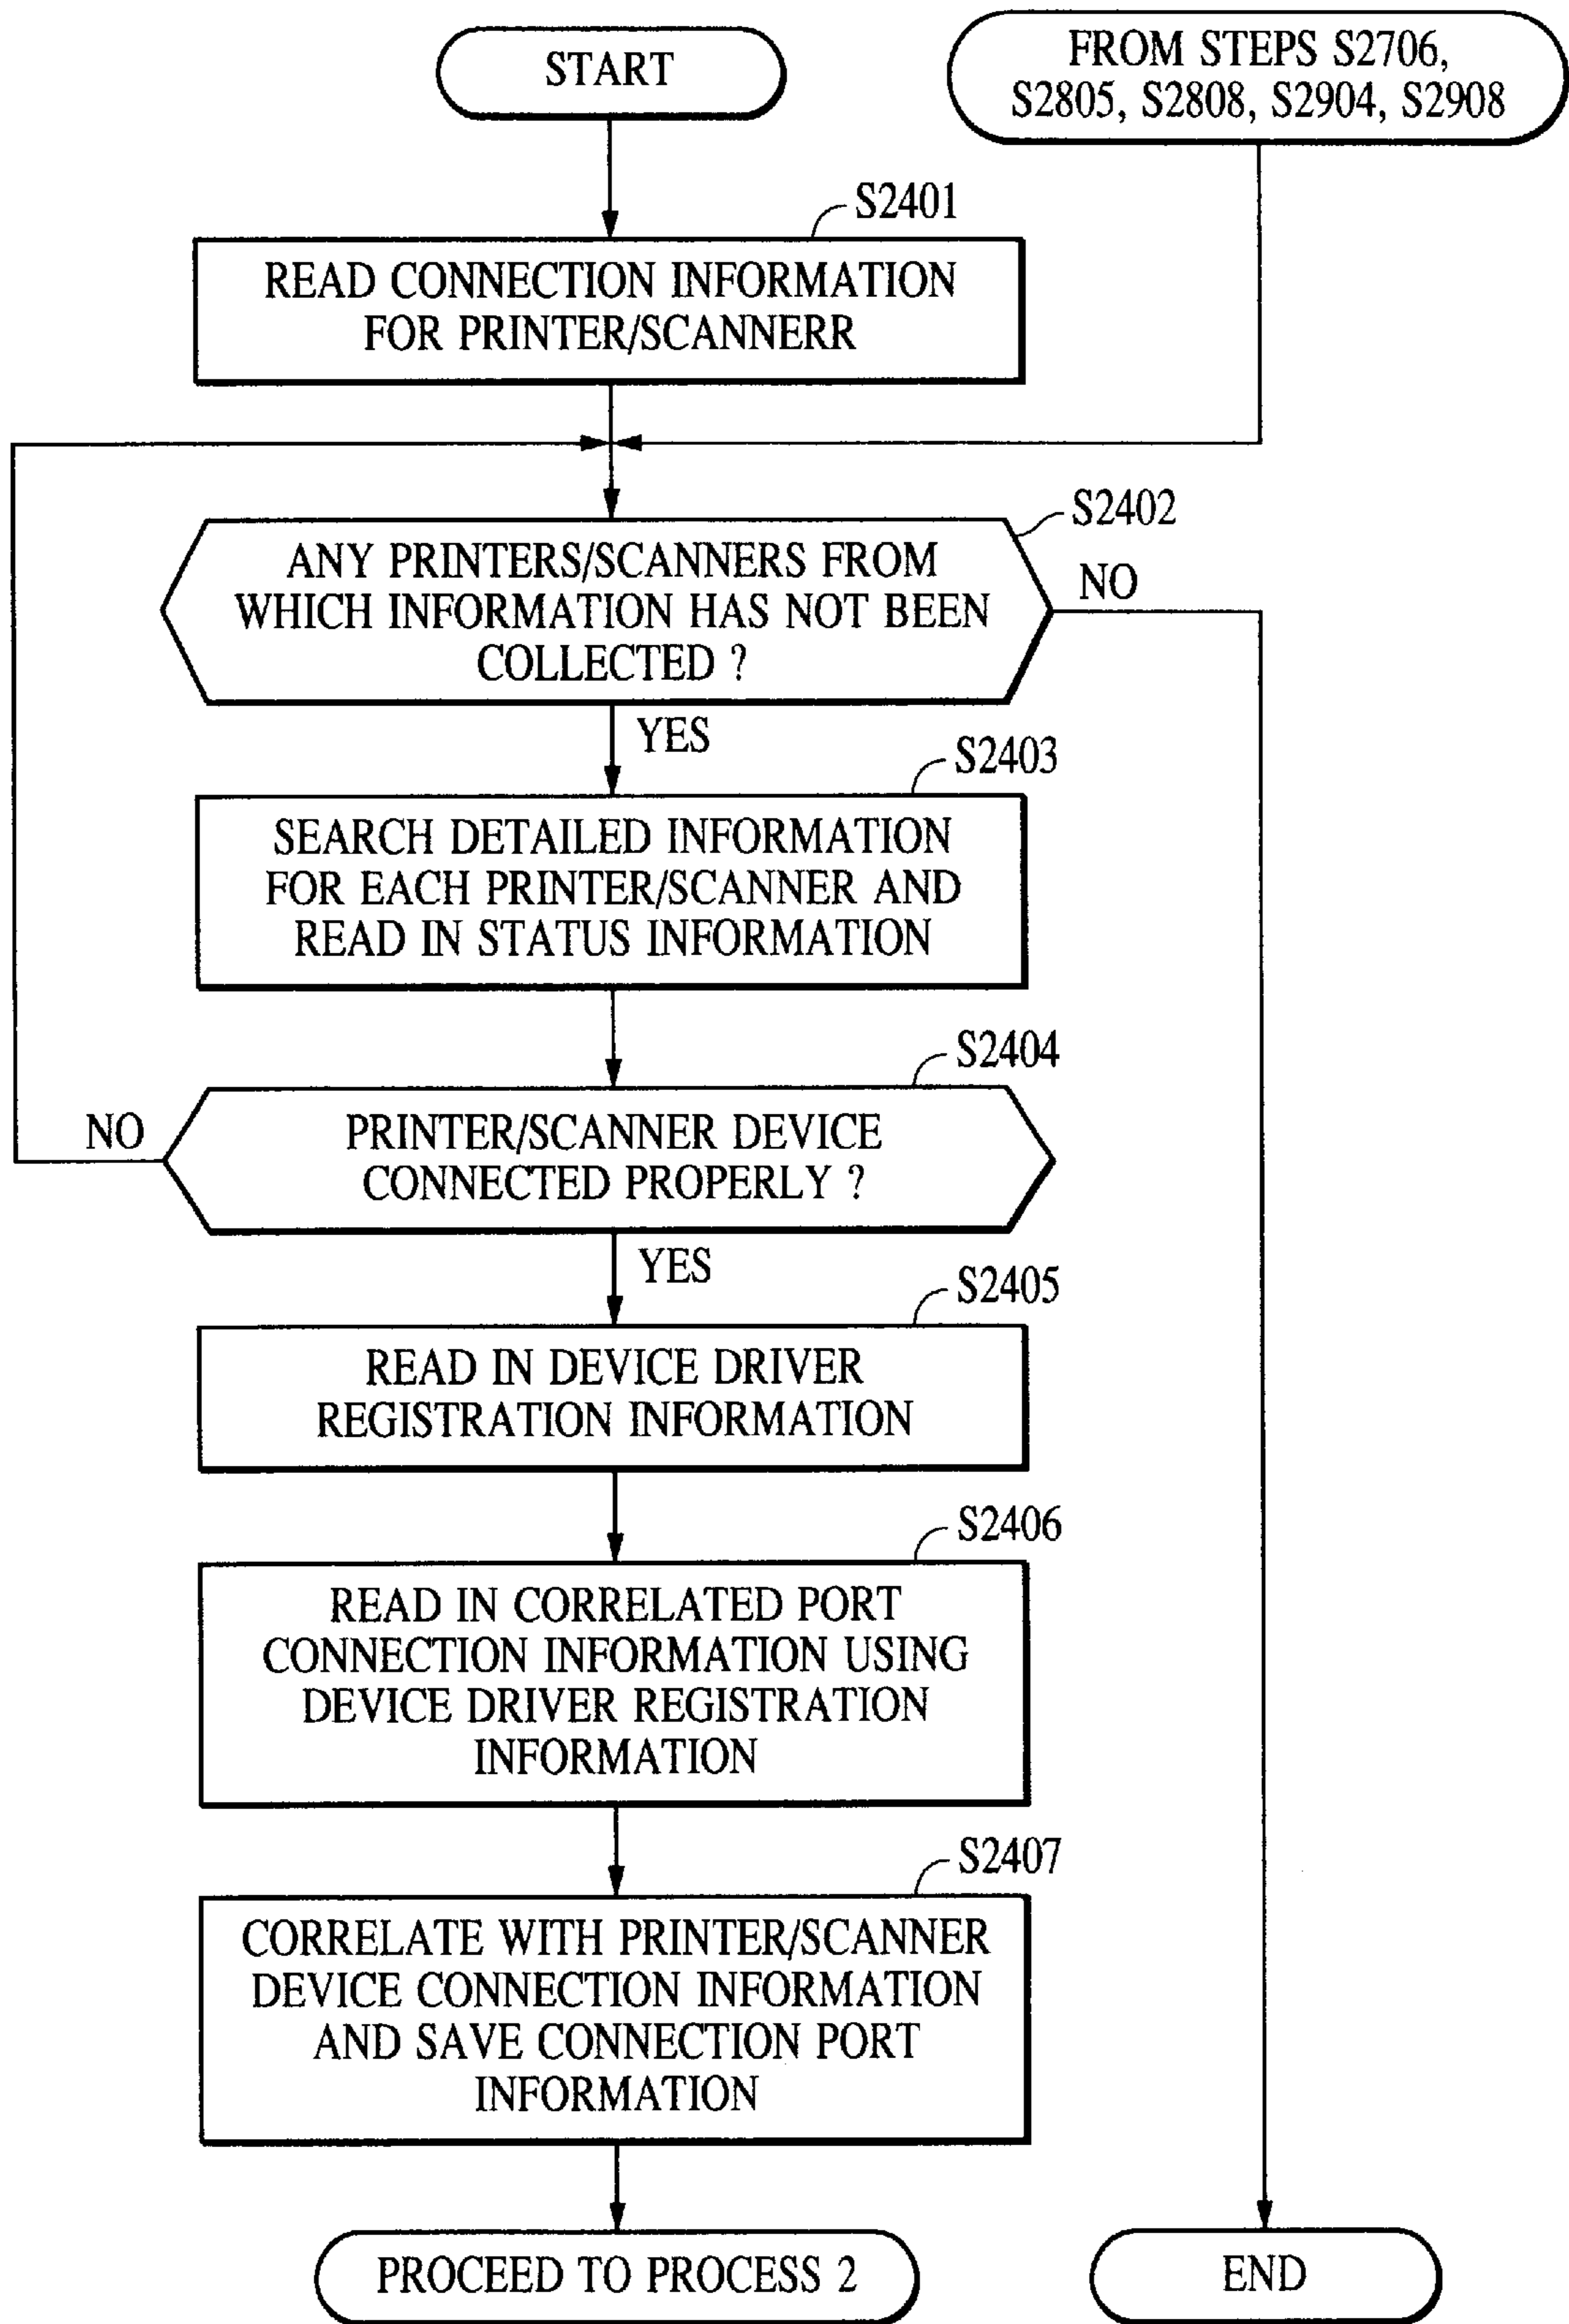 START
FROM STEPS S2706,
S2805, S2808, S2904, S2908
S2401
READ CONNECTION INFORMATION
FOR PRINTER/SCANNERR
S2402
ANY PRINTERS/SCANNERS FROM
WHICH INFORMATION HAS NOT BEEN
COLLECTED ?
NO
YES
S2403
SEARCH DETAILED INFORMATION
FOR EACH PRINTER/SCANNER AND
READ IN STATUS INFORMATION
S2404
NO
PRINTER/SCANNER DEVICE
CONNECTED PROPERLY ?
YES
S2405
READ IN DEVICE DRIVER
REGISTRATION INFORMATION
S2406
READ IN CORRELATED PORT
CONNECTION INFORMATION USING
DEVICE DRIVER REGISTRATION
INFORMATION
S2407
CORRELATE WITH PRINTER/SCANNER
DEVICE CONNECTION INFORMATION
AND SAVE CONNECTION PORT
INFORMATION
PROCEED TO PROCESS 2
END